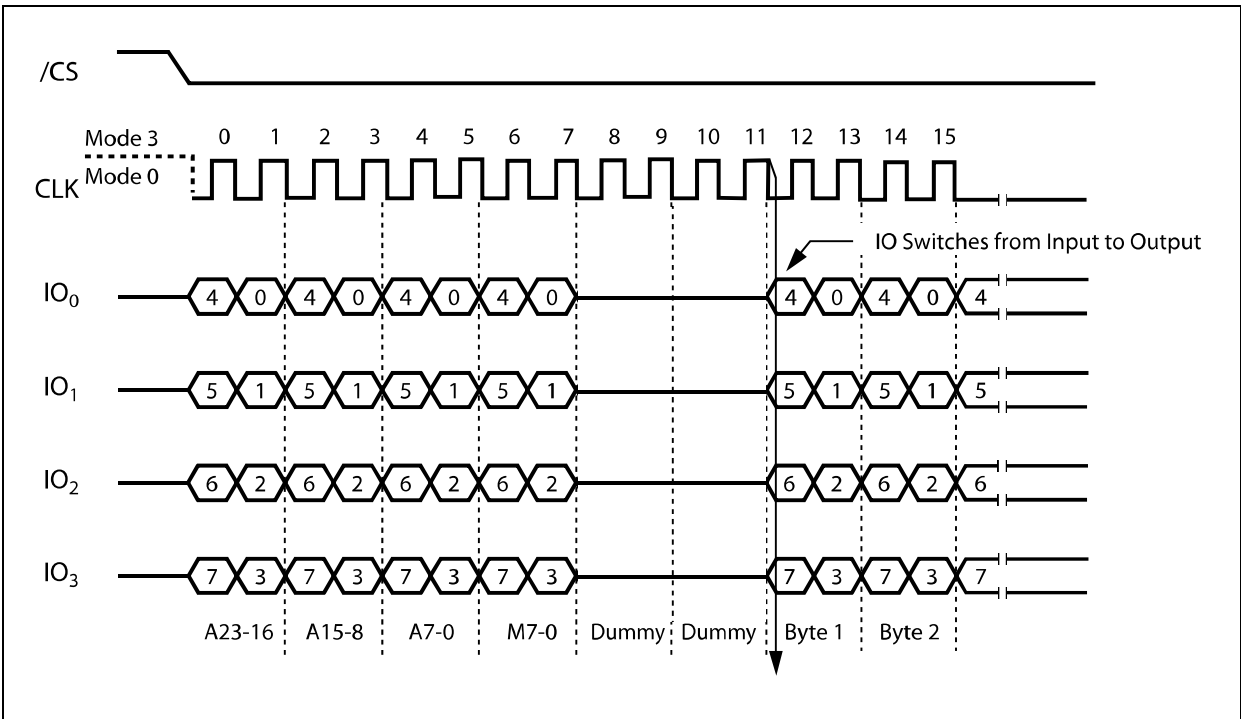 /CS
Mode 3 0 1 2 3 4 5 6 7 8 9 10 11 12 13 14 15
Mode 0
CLK
IO Switches from Input to Output
IO0 4 0 4 0 4 0 4 0 4 0 4 0 4
IO1 5 1 5 1 5 1 5 1 5 1 5 1 5
IO2 6 2 6 2 6 2 6 2 6 2 6 2 6
IO3 7 3 7 3 7 3 7 3 7 3 7 3 7
A23-16 A15-8 A7-0 M7-0 Dummy Dummy Byte 1 Byte 2